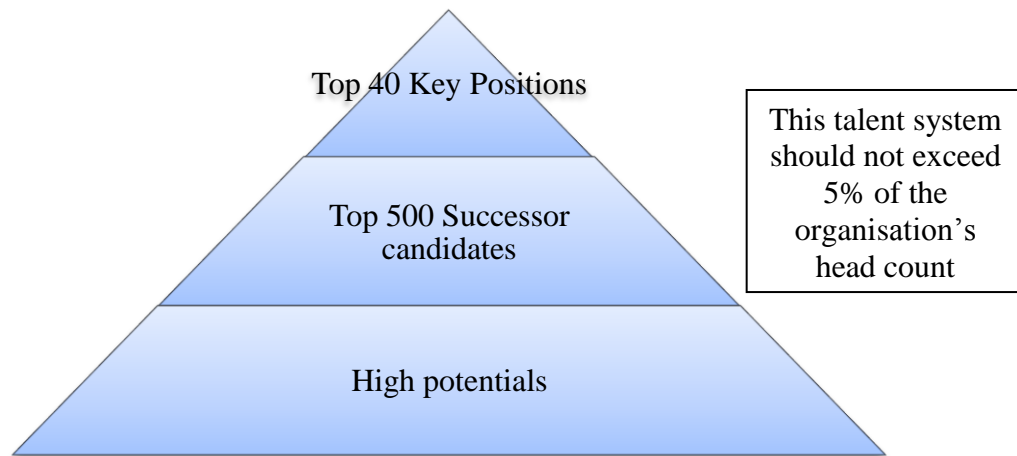 Top 40 Key Positions
Top 500 Successor
candidates
High potentials
This talent system
should not exceed
5% of the
organisation's
head count